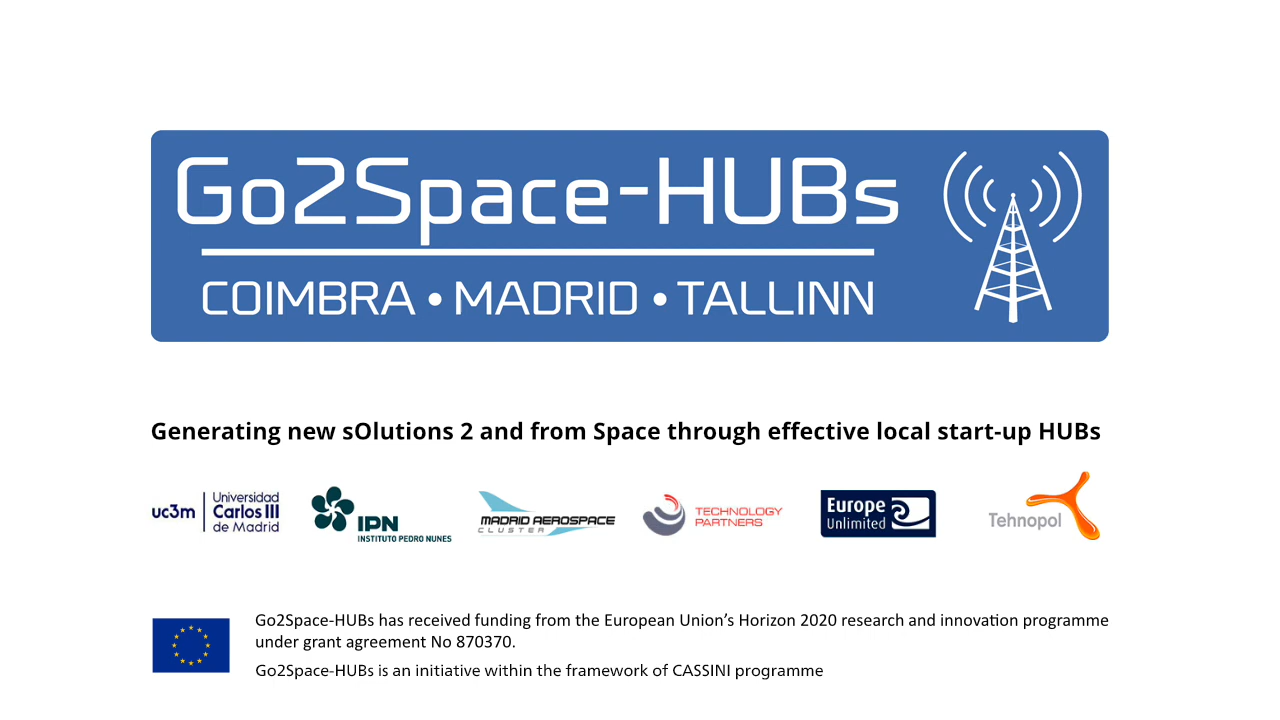 Go2Space-HUBs
COIMBRA • MADRID • TALLINN
Generating new sOlutions 2 and from Space through effective local start-up HUBs
uc3m
Universidad
Carlos III
de Madrid
IPN
INSTITUTO PEDRO NUNES
MADRID AEROSPACE
CLUSTER
TECHNOLOGY
PARTNERS
Europe
Unlimited
Tehnopol
Go2Space-HUBs has received funding from the European Union’s Horizon 2020 research and innovation programme
under grant agreement No 870370.
Go2Space-HUBs is an initiative within the framework of CASSINI programme